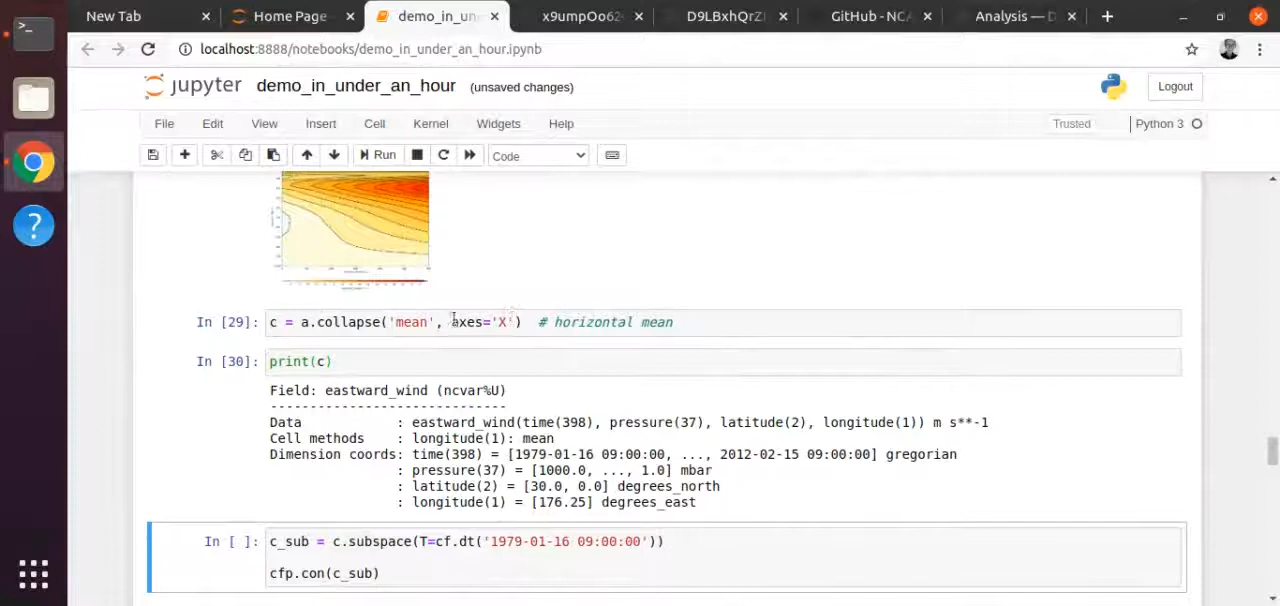 New Tab
Home Page
demo_in_un
x9umpOo62
D9LBxhQrZ
GitHub - NCA
Analysis — D
localhost:8888/notebooks/demo_in_under_an_hour.ipynb
jupyter demo_in_under_an_hour (unsaved changes)
Logout
File Edit View Insert Cell Kernel Widgets Help
Trusted
Python 3
Run
Code
In [29]: c = a.collapse('mean', axes='X') # horizontal mean
In [30]: print(c)
Field: eastward_wind (ncvar%U)
------------------------------
Data : eastward_wind(time(398), pressure(37), latitude(2), longitude(1)) m s**-1
Cell methods : longitude(1): mean
Dimension coords: time(398) = [1979-01-16 09:00:00, ..., 2012-02-15 09:00:00] gregorian
: pressure(37) = [1000.0, ..., 1.0] mbar
: latitude(2) = [30.0, 0.0] degrees_north
: longitude(1) = [176.25] degrees_east
In [ ]: c_sub = c.subspace(T=cf.dt('1979-01-16 09:00:00'))
cfp.con(c_sub)